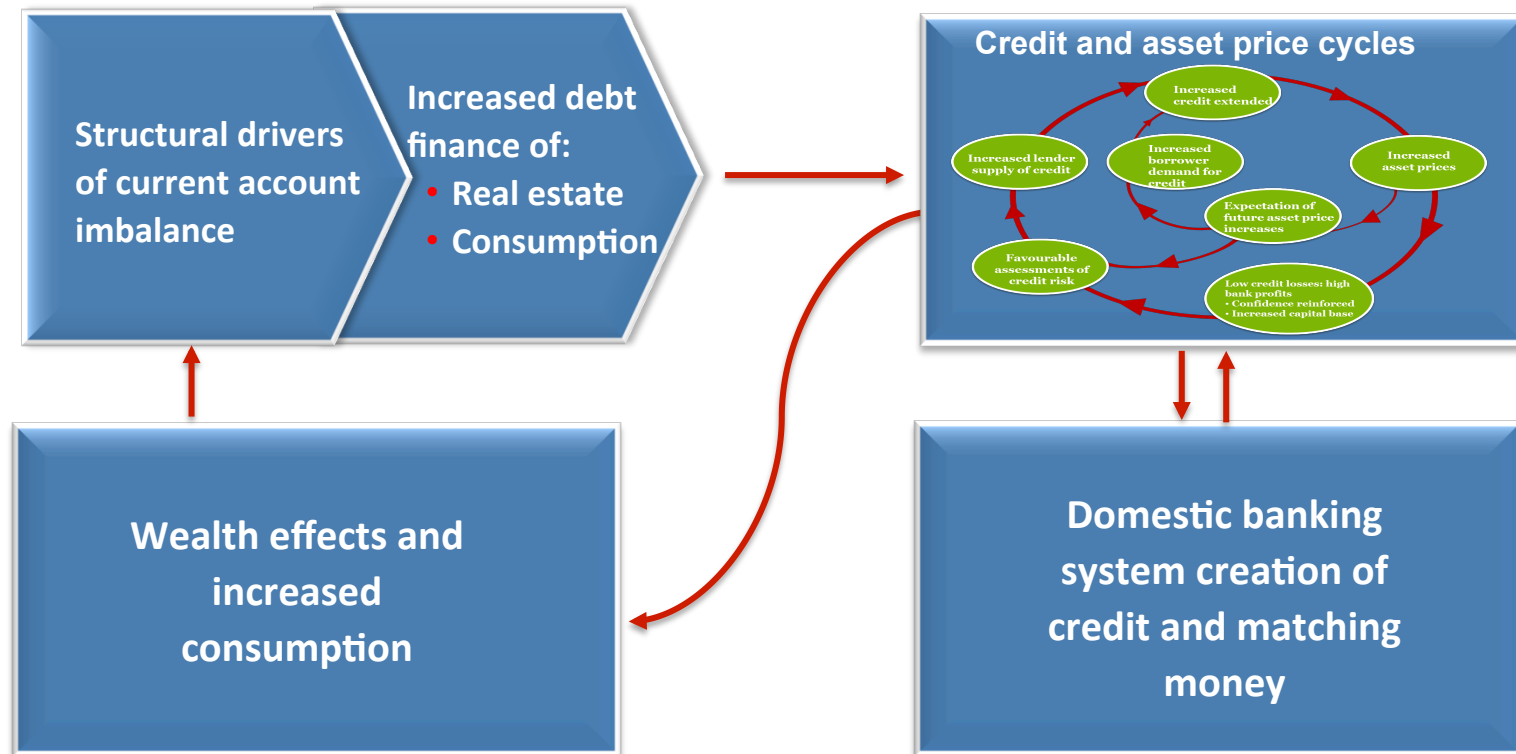 Structural drivers
of current account
imbalance
Increased debt
finance of:
• Real estate
• Consumption
Credit and asset price cycles
Increased
credit extended
Increased lender
supply of credit
Increased
borrower
demand for
credit
Increased
asset prices
Expectation of
future asset price
increases
Favourable
assessments of
credit risk
Low credit losses: high
bank profits
• Confidence reinforced
• Increased capital base
Wealth effects and
increased
consumption
Domestic banking
system creation of
credit and matching
money